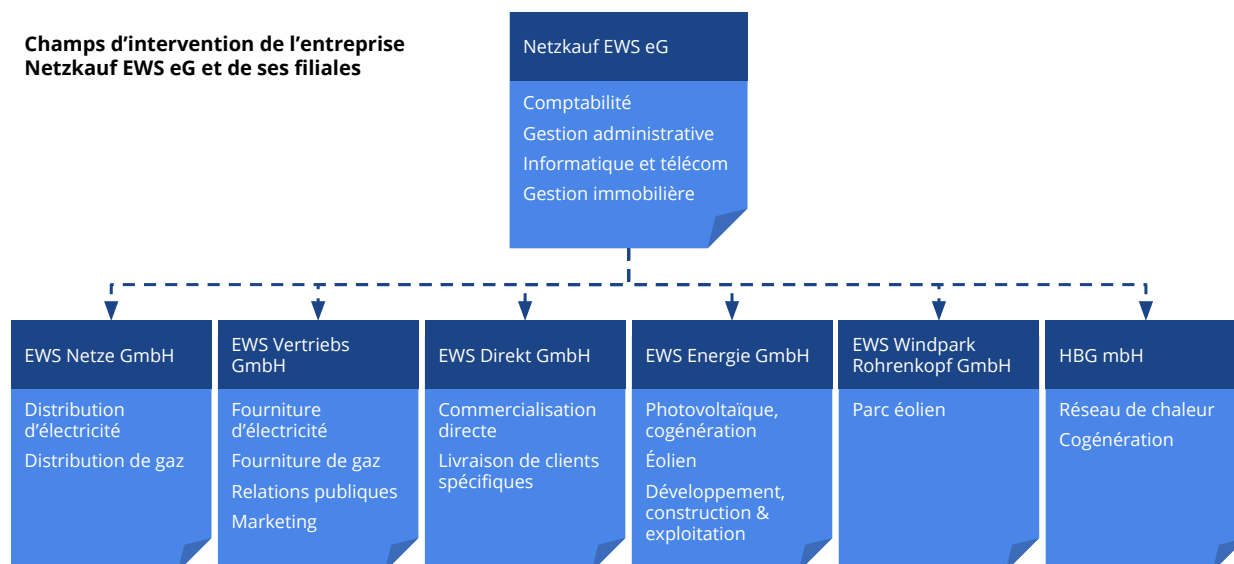 Champs d’intervention de l’entreprise
Netzkauf EWS eG et de ses filiales
Netzkauf EWS eG
Comptabilité
Gestion administrative
Informatique et télécom
Gestion immobilière
EWS Netze GmbH
Distribution
d’électricité
Distribution de gaz
EWS Vertriebs
GmbH
Fourniture
d’électricité
Fourniture de gaz
Relations publiques
Marketing
EWS Direkt GmbH
Commercialisation
directe
Livraison de clients
spécifiques
EWS Energie GmbH
Photovoltaïque,
cogénération
Éolien
Développement,
construction &
exploitation
EWS Windpark
Rohrenkopf GmbH
Parc éolien
HBG mbH
Réseau de chaleur
Cogénération